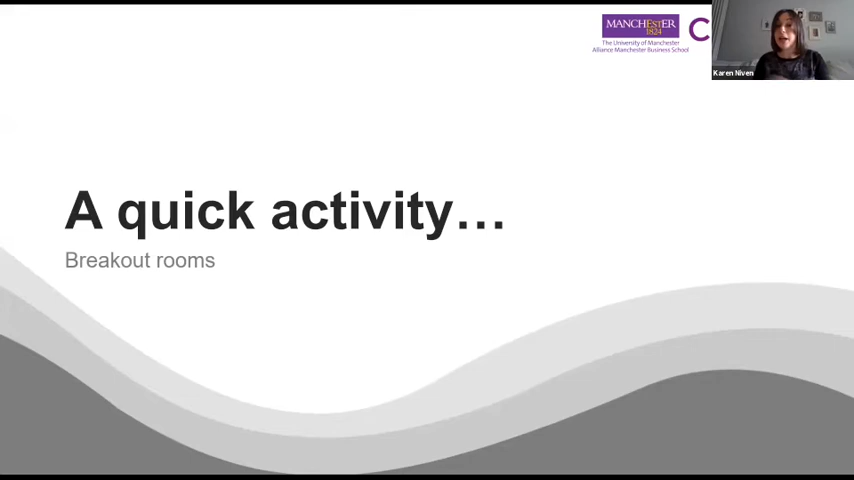 MANCHESTER
1824
The University of Manchester
Alliance Manchester Business School
C
Karen Niven
A quick activity…
Breakout rooms